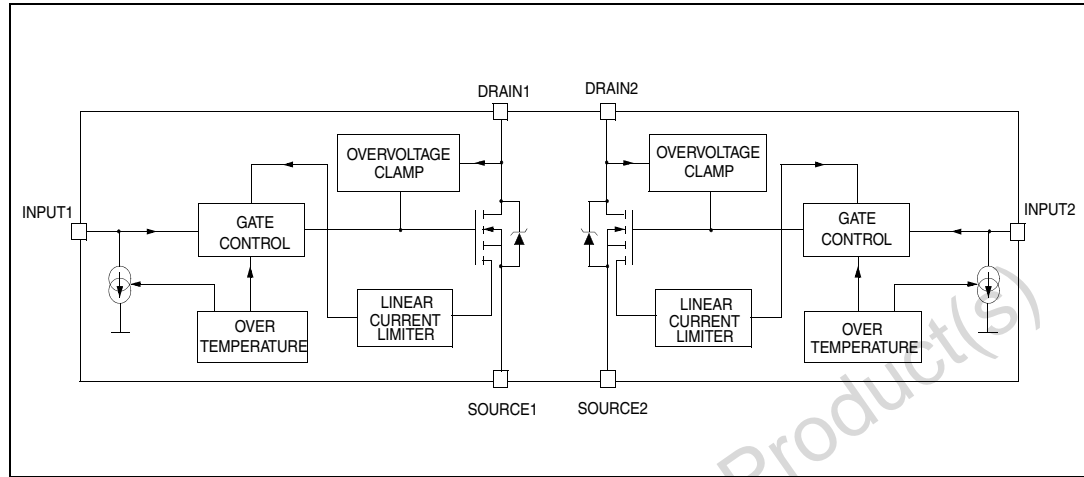 DRAIN1
DRAIN2
OVERVOLTAGE
CLAMP
OVERVOLTAGE
CLAMP
INPUT1
GATE
CONTROL
GATE
CONTROL
INPUT2
LINEAR
CURRENT
LIMITER
LINEAR
CURRENT
LIMITER
OVER
TEMPERATURE
OVER
TEMPERATURE
SOURCE1
SOURCE2
Product(s)